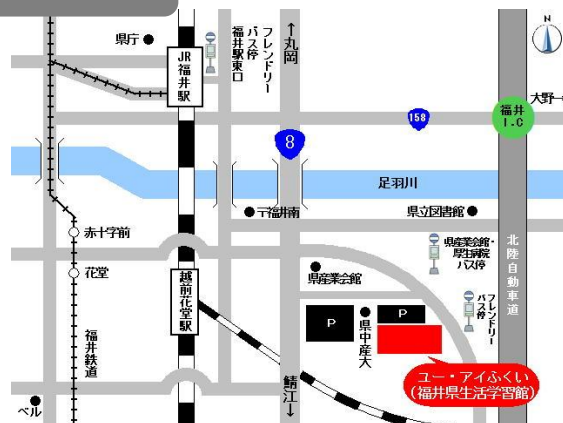 県庁
JR福井駅
フレンドリー
バス停
福井駅東口
↑丸岡
大野→
福井
I.C
158
8
足羽川
〒福井南
県立図書館
赤十字前
花堂
越前花堂駅
県産業会館・
厚生病院
バス停
県産業会館
北陸自動車道
フレンドリー
バス停
P
県中産大
P
福井鉄道
ユー・アイふくい
(福井県生活学習館)
鯖江↓
ベル
N